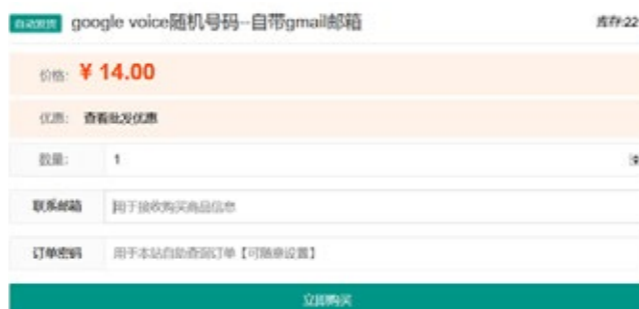 自动发货 google voice随机号码--自带gmail邮箱 库存:22
价格: ¥ 14.00
优惠: 查看批发优惠
数量: 1
联系邮箱 用于接收购买商品信息
订单密码 用于本站自助查询订单【可随意设置】
立即购买